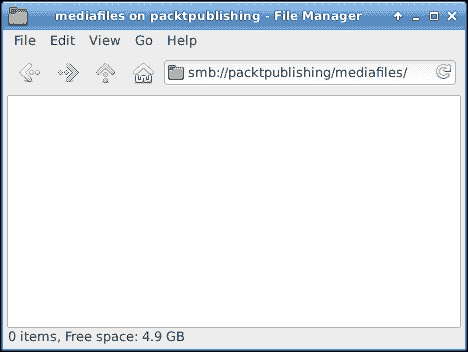 mediafiles on packtpublishing - File Manager
File Edit View Go Help
smb://packtpublishing/mediafiles/
0 items, Free space: 4.9 GB